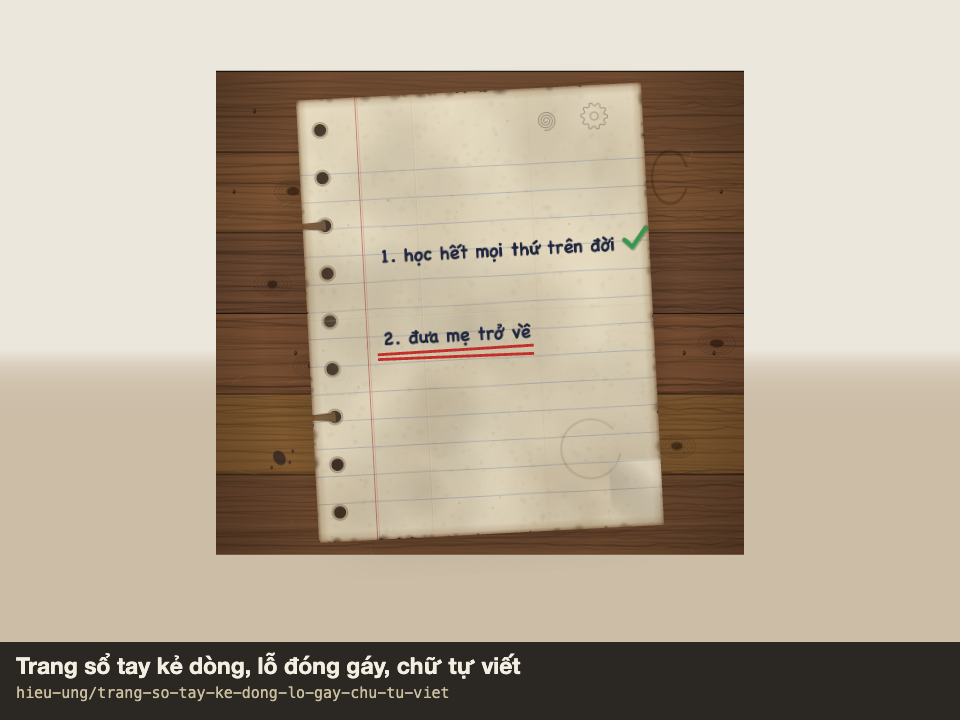 1. học hết mọi thứ trên đời
2. đưa mẹ trở về
Trang sổ tay kẻ dòng, lỗ đóng gáy, chữ tự viết
hieu-ung/trang-so-tay-ke-dong-lo-gay-chu-tu-viet